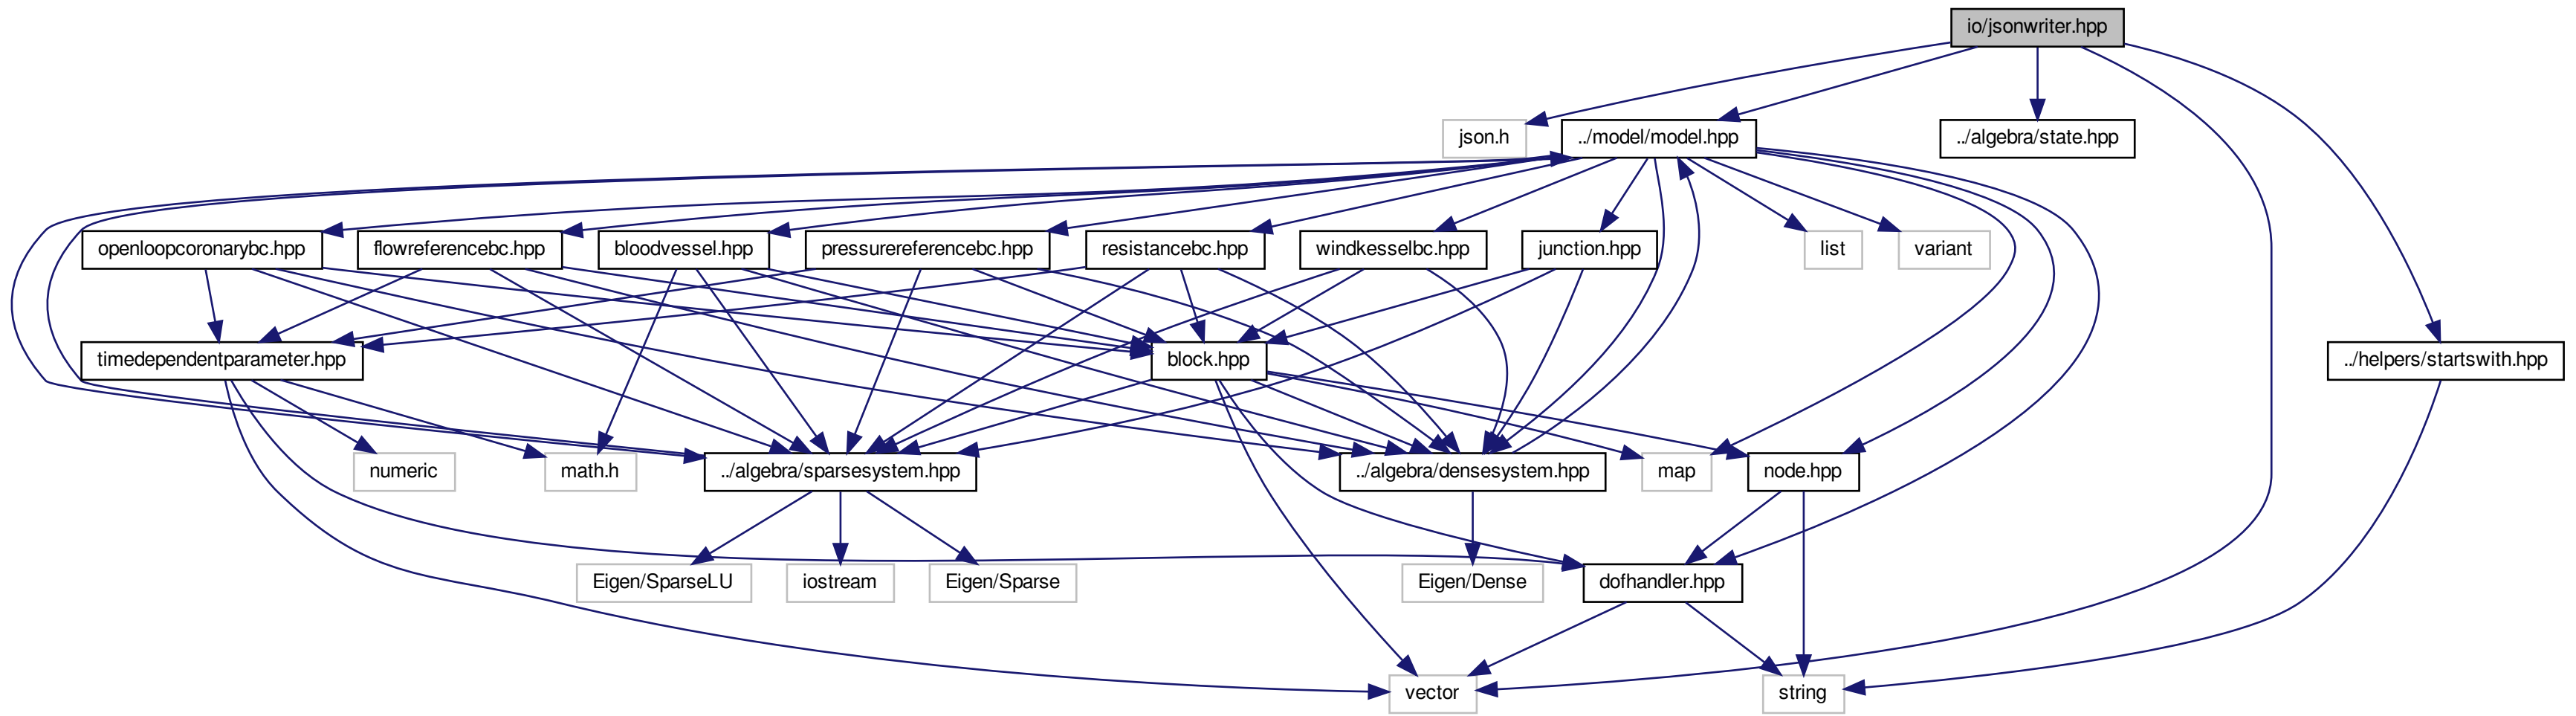 io/jsonwriter.hpp
json.h
../model/model.hpp
../algebra/state.hpp
openloopcoronarybc.hpp
flowreferencebc.hpp
bloodvessel.hpp
pressurereferencebc.hpp
resistancebc.hpp
windkesselbc.hpp
junction.hpp
list
variant
timedependentparameter.hpp
block.hpp
../helpers/startswith.hpp
numeric
math.h
../algebra/sparsesystem.hpp
../algebra/densesystem.hpp
map
node.hpp
Eigen/SparseLU
iostream
Eigen/Sparse
Eigen/Dense
dofhandler.hpp
vector
string